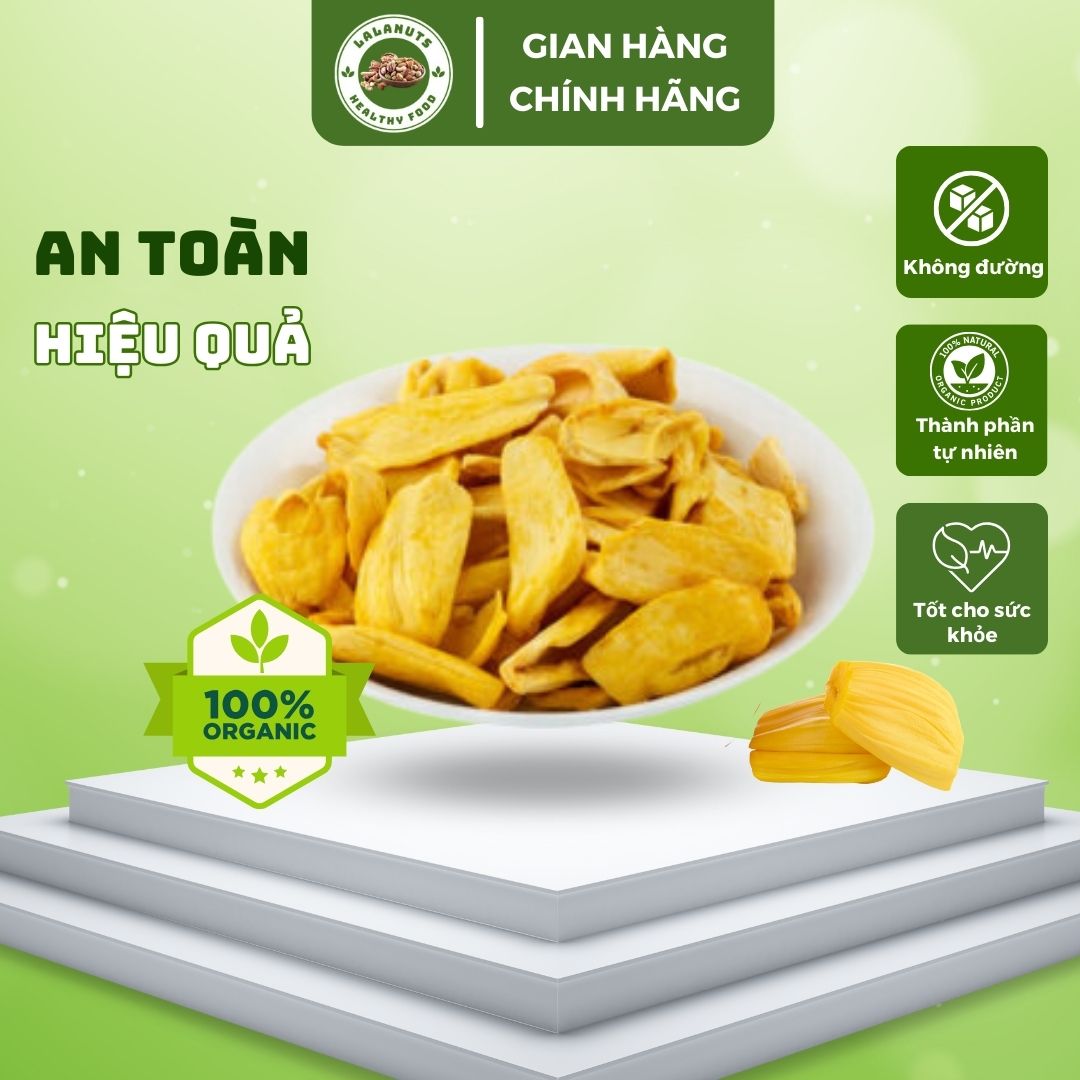 LALANUTS
HEALTHY FOOD
GIAN HÀNG
CHÍNH HÃNG
AN TOÀN
HIỆU QUẢ
Không đường
100% NATURAL
ORGANIC PRODUCT
Thành phần
tự nhiên
Tốt cho sức
khỏe
100%
ORGANIC